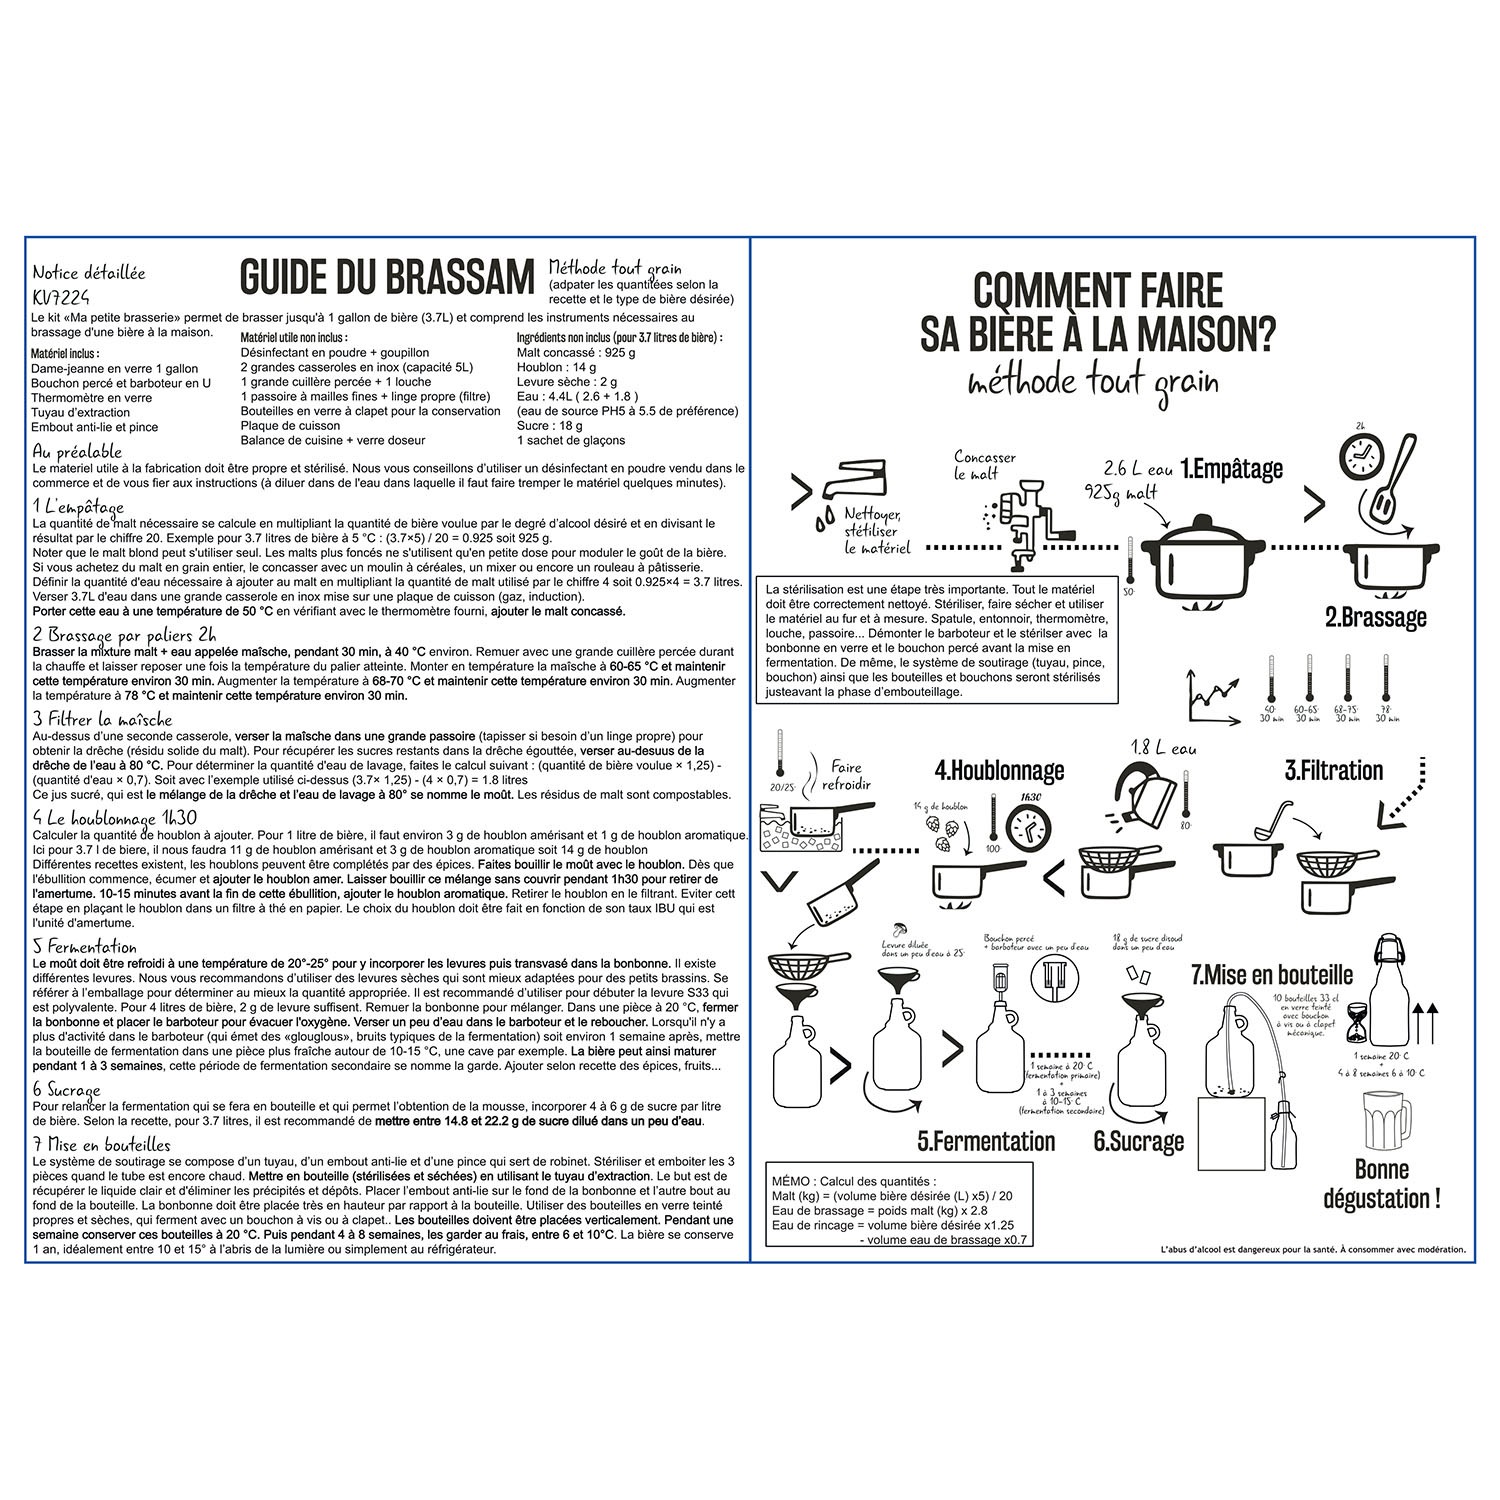 Notice détaillée
KV7224
GUIDE DU BRASSAM
Méthode tout grain
(adpater les quantitées selon la
recette et le type de bière désirée)
Le kit «Ma petite brasserie» permet de brasser jusqu'à 1 gallon de bière (3.7L) et comprend les instruments nécessaires au
brassage d'une bière à la maison.
Matériel inclus :
Dame-jeanne en verre 1 gallon
Bouchon percé et barboteur en U
Thermomètre en verre
Tuyau d'extraction
Embout anti-lie et pince
Matériel utile non inclus :
Désinfectant en poudre + goupillon
2 grandes casseroles en inox (capacité 5L)
1 grande cuillère percée + 1 louche
1 passoire à mailles fines + linge propre (filtre)
Bouteilles en verre à clapet pour la conservation
Plaque de cuisson
Balance de cuisine + verre doseur
Ingrédients non inclus (pour 3.7 litres de bière) :
Malt concassé : 925 g
Houblon : 14 g
Levure sèche : 2 g
Eau : 4.4L ( 2.6 + 1.8 )
(eau de source PH5 à 5.5 de préférence)
Sucre : 18 g
1 sachet de glaçons
Au préalable
Le materiel utile à la fabrication doit être propre et stérilisé. Nous vous conseillons d'utiliser un désinfectant en poudre vendu dans le
commerce et de vous fier aux instructions (à diluer dans de l'eau dans laquelle il faut faire tremper le matériel quelques minutes).
1 L'empâtage
La quantité de malt nécessaire se calcule en multipliant la quantité de bière voulue par le degré d'alcool désiré et en divisant le
résultat par le chiffre 20. Exemple pour 3.7 litres de bière à 5 °C : (3.7×5) / 20 = 0.925 soit 925 g.
Noter que le malt blond peut s'utiliser seul. Les malts plus foncés ne s'utilisent qu'en petite dose pour moduler le goût de la bière.
Si vous achetez du malt en grain entier, le concasser avec un moulin à céréales, un mixer ou encore un rouleau à pâtisserie.
Définir la quantité d'eau nécessaire à ajouter au malt en multipliant la quantité de malt utilisé par le chiffre 4 soit 0.925×4 = 3.7 litres.
Verser 3.7L d'eau dans une grande casserole en inox mise sur une plaque de cuisson (gaz, induction).
Porter cette eau à une température de 50 °C en vérifiant avec le thermomètre fourni, ajouter le malt concassé.
2 Brassage par paliers 2h
Brasser la mixture malt + eau appelée maîsche, pendant 30 min, à 40 °C environ. Remuer avec une grande cuillère percée durant
la chauffe et laisser reposer une fois la température du palier atteinte. Monter en température la maîsche à 60-65 °C et maintenir
cette température environ 30 min. Augmenter la température à 68-70 °C et maintenir cette température environ 30 min. Augmenter
la température à 78 °C et maintenir cette température environ 30 min.
3 Filtrer la maîsche
Au-dessus d'une seconde casserole, verser la maîsche dans une grande passoire (tapisser si besoin d'un linge propre) pour
obtenir la drêche (résidu solide du malt). Pour récupérer les sucres restants dans la drêche égouttée, verser au-desuus de la
drêche de l'eau à 80 °C. Pour déterminer la quantité d'eau de lavage, faites le calcul suivant : (quantité de bière voulue × 1,25) -
(quantité d'eau × 0,7). Soit avec l'exemple utilisé ci-dessus (3.7× 1,25) - (4 × 0,7) = 1.8 litres
Ce jus sucré, qui est le mélange de la drêche et l'eau de lavage à 80° se nomme le moût. Les résidus de malt sont compostables.
4 Le houblonnage 1h30
Calculer la quantité de houblon à ajouter. Pour 1 litre de bière, il faut environ 3 g de houblon amérisant et 1 g de houblon aromatique.
Ici pour 3.7 l de biere, il nous faudra 11 g de houblon amérisant et 3 g de houblon aromatique soit 14 g de houblon
Différentes recettes existent, les houblons peuvent être complétés par des épices. Faites bouillir le moût avec le houblon. Dès que
l'ébullition commence, écumer et ajouter le houblon amer. Laisser bouillir ce mélange sans couvrir pendant 1h30 pour retirer de
l'amertume. 10-15 minutes avant la fin de cette ébullition, ajouter le houblon aromatique. Retirer le houblon en le filtrant. Eviter cett
étape en plaçant le houblon dans un filtre à thé en papier. Le choix du houblon doit être fait en fonction de son taux IBU qui est
l'unité d'amertume.
5 Fermentation
Le moût doit être refroidi à une température de 20°-25° pour y incorporer les levures puis transvasé dans la bonbonne. Il existe
différentes levures. Nous vous recommandons d'utiliser des levures sèches qui sont mieux adaptées pour des petits brassins. Se
référer à l'emballage pour déterminer au mieux la quantité appropriée. Il est recommandé d'utiliser pour débuter la levure S33 qui
est polyvalente. Pour 4 litres de bière, 2 g de levure suffisent. Remuer la bonbonne pour mélanger. Dans une pièce à 20 °C, fermer
la bonbonne et placer le barboteur pour évacuer l'oxygène. Verser un peu d'eau dans le barboteur et le reboucher. Lorsqu'il n'y a
plus d'activité dans le barboteur (qui émet des «glouglous», bruits typiques de la fermentation) soit environ 1 semaine après, mettre
la bouteille de fermentation dans une pièce plus fraîche autour de 10-15 °C, une cave par exemple. La bière peut ainsi maturer
pendant 1 à 3 semaines, cette période de fermentation secondaire se nomme la garde. Ajouter selon recette des épices, fruits...
6 Sucrage
Pour relancer la fermentation qui se fera en bouteille et qui permet l'obtention de la mousse, incorporer 4 à 6 g de sucre par litre
de bière. Selon la recette, pour 3.7 litres, il est recommandé de mettre entre 14.8 et 22.2 g de sucre dilué dans un peu d'eau.
7 Mise en bouteilles
Le système de soutirage se compose d'un tuyau, d'un embout anti-lie et d'une pince qui sert de robinet. Stériliser et emboiter les 3
pièces quand le tube est encore chaud. Mettre en bouteille (stérilisées et séchées) en utilisant le tuyau d'extraction. Le but est de
récupérer le liquide clair et d'éliminer les précipités et dépôts. Placer l'embout anti-lie sur le fond de la bonbonne et l'autre bout au
fond de la bouteille. La bonbonne doit être placée très en hauteur par rapport à la bouteille. Utiliser des bouteilles en verre teinté
propres et sèches, qui ferment avec un bouchon à vis ou à clapet.. Les bouteilles doivent être placées verticalement. Pendant une
semaine conserver ces bouteilles à 20 °C. Puis pendant 4 à 8 semaines, les garder au frais, entre 6 et 10°C. La bière se conserve
1 an, idéalement entre 10 et 15° à l'abris de la lumière ou simplement au réfrigérateur.
COMMENT FAIRE
SA BIÈRE À LA MAISON?
méthode tout grain
Nettoyer,
stétiliser
le matériel
Concasser
le malt
2.6 L eau
925g malt
1.Empâtage
50°
2h
2.Brassage
La stérilisation est une étape très importante. Tout le matériel
doit être correctement nettoyé. Stériliser, faire sécher et utiliser
le matériel au fur et à mesure. Spatule, entonnoir, thermomètre,
louche, passoire... Démonter le barboteur et le stérilser avec la
bonbonne en verre et le bouchon percé avant la mise en
fermentation. De même, le système de soutirage (tuyau, pince,
bouchon) ainsi que les bouteilles et bouchons seront stérilisés
justeavant la phase d'embouteillage.
40° 60-65° 68-75° 78°
30 min 30 min 30 min 30 min
3.Filtration
1.8 L eau
80°
4.Houblonnage
14 g de houblon
100°
1h30
Faire
refroidir
20/25°
Levure diluée
dans un peu d'eau à 25°
Bouchon percé
+ barboteur avec un peu d'eau
1 semaine à 20° C
(fermentation primaire)
+
1 à 3 semaines
à 10-15° C
(fermentation secondaire)
5.Fermentation
18 g de sucre disoud
dans un peu d'eau
6.Sucrage
7.Mise en bouteille
10 bouteilles 33 cl
en verre teinté
avec bouchon
à vis ou à clapet
mécanique.
1 semaine 20° C
+
4 à 8 semaines 6 à 10° C
Bonne
dégustation !
MÉMO : Calcul des quantités :
Malt (kg) = (volume bière désirée (L) x5) / 20
Eau de brassage = poids malt (kg) x 2.8
Eau de rincage = volume bière désirée x1.25
- volume eau de brassage x0.7
L'abus d'alcool est dangereux pour la santé. À consommer avec modération.